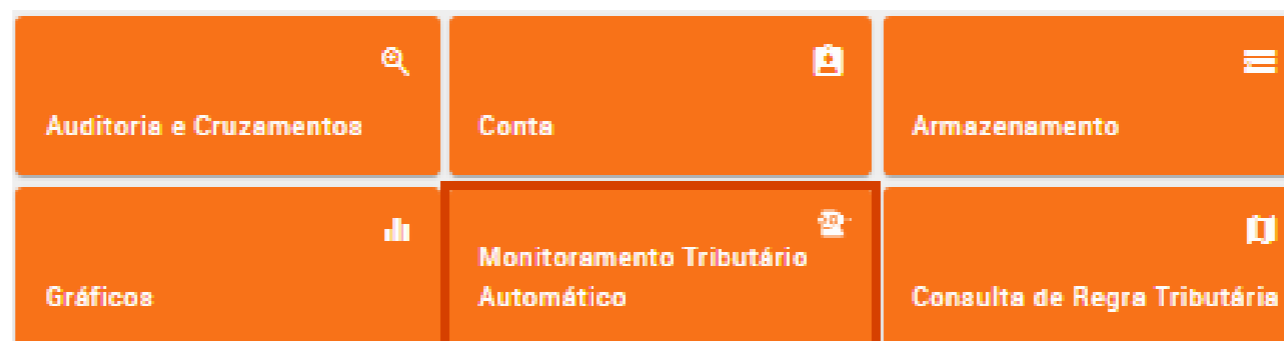 Auditoria e Cruzamentos
Conta
Armazenamento
Gráficos
Monitoramento Tributário
Automático
Consulta de Regra Tributária